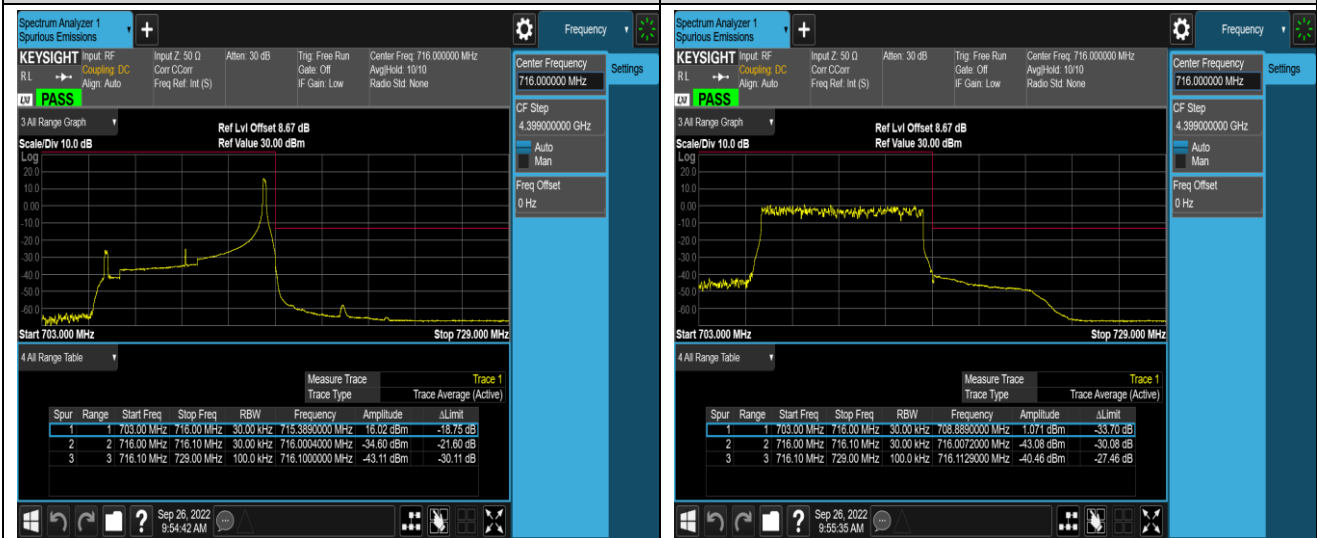 Spectrum Analyzer 1
Spurious Emissions
+
Frequency
KEYSIGHT Input: RF Input Z: 50 Ω Atten: 30 dB Trig: Free Run Center Freq: 716.000000 MHz
RL Coupling: DC Corr CCorr Gate: Off Avg|Hold: 10/10
Align: Auto Freq Ref: Int (S) IF Gain: Low Radio Std: None
LXI PASS
Center Frequency
716.000000 MHz
Settings
CF Step
4.399000000 GHz
Auto
Man
Freq Offset
0 Hz
3 All Range Graph
Ref Lvl Offset 8.67 dB
Scale/Div 10.0 dB Ref Value 30.00 dBm
Log
20.0
10.0
0.00
-10.0
-20.0
-30.0
-40.0
-50.0
-60.0
Start 703.000 MHz Stop 729.000 MHz
4 All Range Table
Measure Trace Trace 1
Trace Type Trace Average (Active)
Spur Range Start Freq Stop Freq RBW Frequency Amplitude ΔLimit
1 1 703.00 MHz 716.00 MHz 30.00 kHz 715.3890000 MHz 16.02 dBm -18.75 dB
2 2 716.00 MHz 716.10 MHz 30.00 kHz 716.0004000 MHz -34.60 dBm -21.60 dB
3 3 716.10 MHz 729.00 MHz 100.0 kHz 716.1000000 MHz -43.11 dBm -30.11 dB
?
Sep 26, 2022
9:54:42 AM
Spectrum Analyzer 1
Spurious Emissions
+
Frequency
KEYSIGHT Input: RF Input Z: 50 Ω Atten: 30 dB Trig: Free Run Center Freq: 716.000000 MHz
RL Coupling: DC Corr CCorr Gate: Off Avg|Hold: 10/10
Align: Auto Freq Ref: Int (S) IF Gain: Low Radio Std: None
LXI PASS
Center Frequency
716.000000 MHz
Settings
CF Step
4.399000000 GHz
Auto
Man
Freq Offset
0 Hz
3 All Range Graph
Ref Lvl Offset 8.67 dB
Scale/Div 10.0 dB Ref Value 30.00 dBm
Log
20.0
10.0
0.00
-10.0
-20.0
-30.0
-40.0
-50.0
-60.0
Start 703.000 MHz Stop 729.000 MHz
4 All Range Table
Measure Trace Trace 1
Trace Type Trace Average (Active)
Spur Range Start Freq Stop Freq RBW Frequency Amplitude ΔLimit
1 1 703.00 MHz 716.00 MHz 30.00 kHz 708.8890000 MHz 1.071 dBm -33.70 dB
2 2 716.00 MHz 716.10 MHz 30.00 kHz 716.0072000 MHz -43.08 dBm -30.08 dB
3 3 716.10 MHz 729.00 MHz 100.0 kHz 716.1129000 MHz -40.46 dBm -27.46 dB
?
Sep 26, 2022
9:55:35 AM